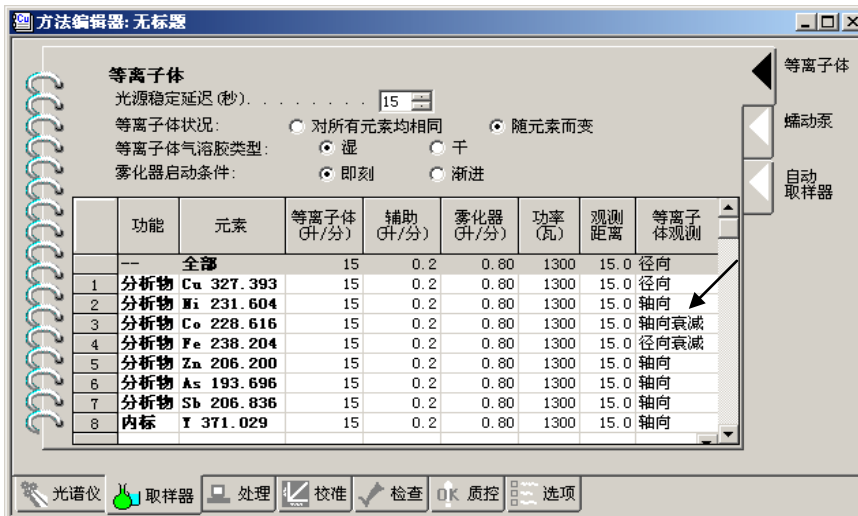 方法编辑器: 无标题
等离子体
光源稳定延迟(秒). . . . . . . . 15
等离子体状况: 对所有元素均相同 随元素而变
等离子体气溶胶类型: 湿 干
雾化器启动条件: 即刻 渐进
功能 元素 等离子体(升/分) 辅助(升/分) 雾化器(升/分) 功率(瓦) 观测距离 等离子体观测
-- 全部 15 0.2 0.80 1300 15.0 径向
1 分析物 Cu 327.393 15 0.2 0.80 1300 15.0 径向
2 分析物 Ni 231.604 15 0.2 0.80 1300 15.0 轴向
3 分析物 Co 228.616 15 0.2 0.80 1300 15.0 轴向衰减
4 分析物 Fe 238.204 15 0.2 0.80 1300 15.0 径向衰减
5 分析物 Zn 206.200 15 0.2 0.80 1300 15.0 轴向
6 分析物 As 193.696 15 0.2 0.80 1300 15.0 轴向
7 分析物 Sb 206.836 15 0.2 0.80 1300 15.0 轴向
8 内标 Y 371.029 15 0.2 0.80 1300 15.0 轴向
等离子体
蠕动泵
自动取样器
光谱仪 取样器 处理 校准 检查 OK 质控 选项